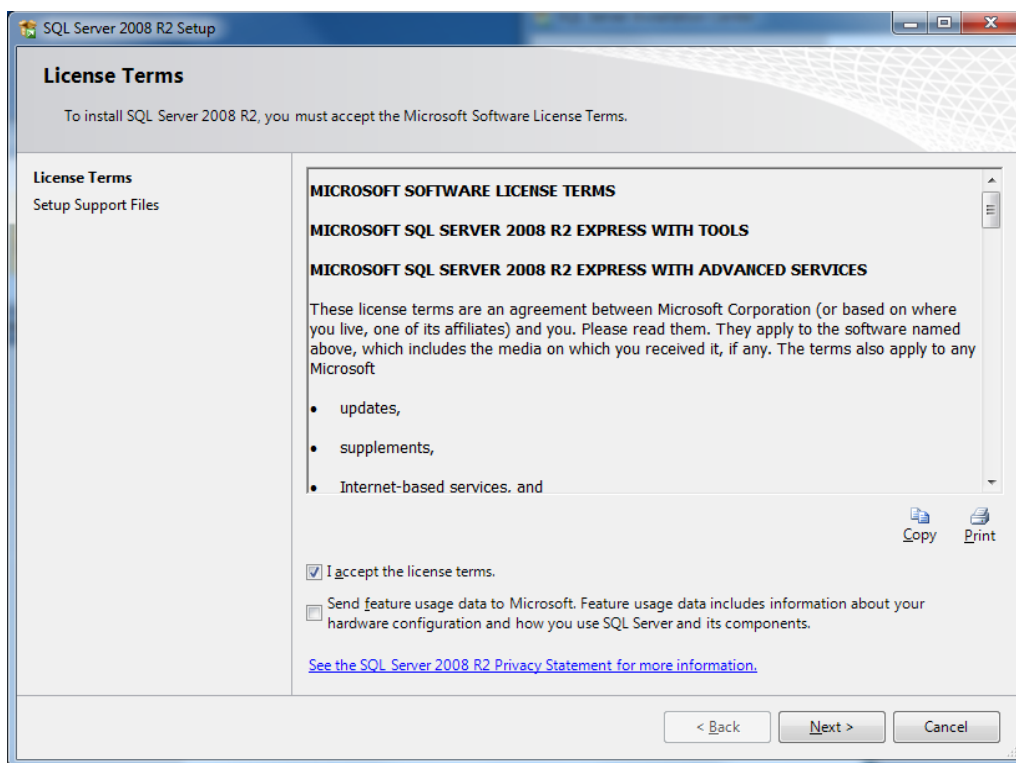 SQL Server 2008 R2 Setup
License Terms
To install SQL Server 2008 R2, you must accept the Microsoft Software License Terms.
License Terms
Setup Support Files
MICROSOFT SOFTWARE LICENSE TERMS
MICROSOFT SQL SERVER 2008 R2 EXPRESS WITH TOOLS
MICROSOFT SQL SERVER 2008 R2 EXPRESS WITH ADVANCED SERVICES
These license terms are an agreement between Microsoft Corporation (or based on where
you live, one of its affiliates) and you. Please read them. They apply to the software named
above, which includes the media on which you received it, if any. The terms also apply to any
Microsoft
• updates,
• supplements,
• Internet-based services, and
Copy Print
I accept the license terms.
Send feature usage data to Microsoft. Feature usage data includes information about your
hardware configuration and how you use SQL Server and its components.
See the SQL Server 2008 R2 Privacy Statement for more information.
< Back Next > Cancel